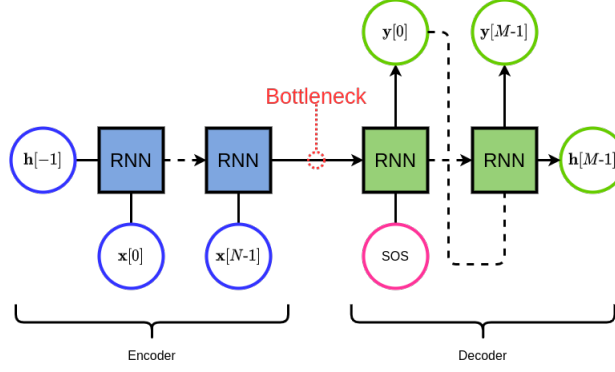 y[0]
y[M-1]
Bottleneck
h[−1]
RNN
RNN
RNN
RNN
h[M-1]
x[0]
x[N-1]
SOS
Encoder
Decoder